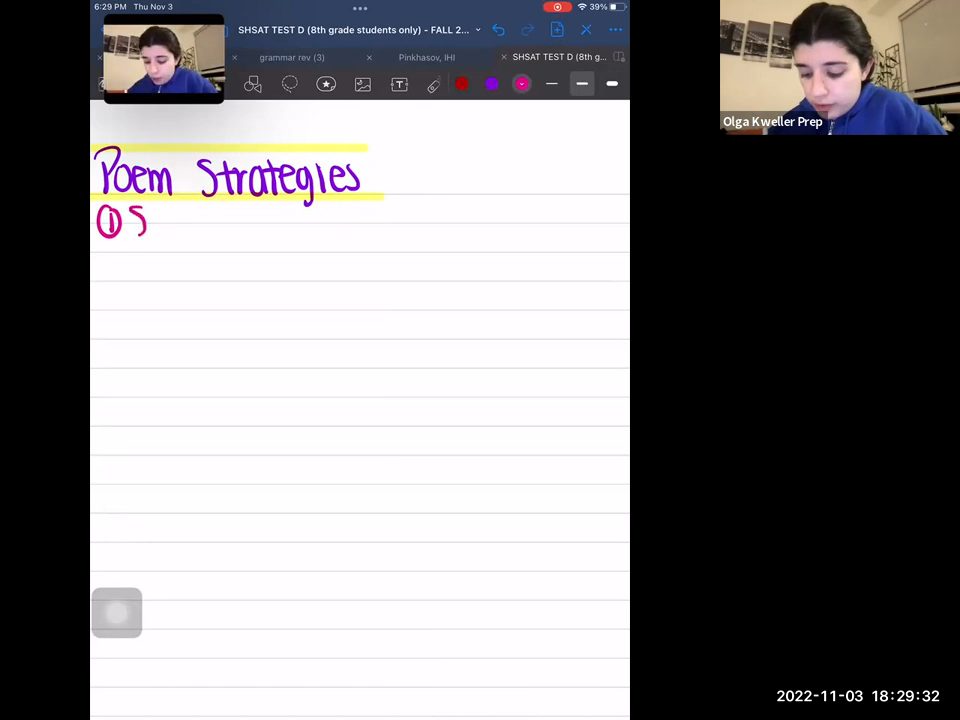 6:29 PM Thu Nov 3
39%
SHSAT TEST D (8th grade students only) – FALL 2...
grammar rev (3)
Pinkhasov, IHI
SHSAT TEST D (8th g...
Olga Kweller Prep
Poem Strategies
① S
2022-11-03 18:29:32